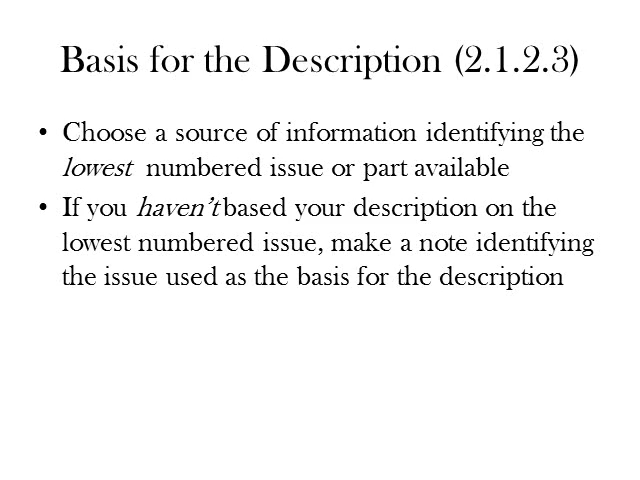 Basis for the Description (2.1.2.3)
• Choose a source of information identifying the
lowest numbered issue or part available
• If you haven't based your description on the
lowest numbered issue, make a note identifying
the issue used as the basis for the description